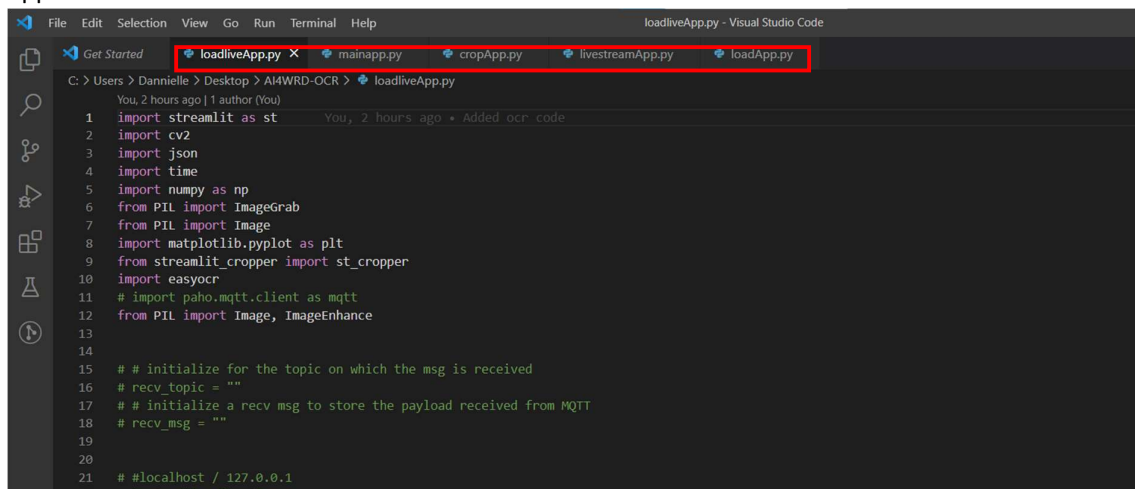 File Edit Selection View Go Run Terminal Help loadliveApp.py - Visual Studio Code
Get Started loadliveApp.py × mainapp.py cropApp.py livestreamApp.py loadApp.py
C: > Users > Dannielle > Desktop > AI4WRD-OCR > loadliveApp.py
You, 2 hours ago | 1 author (You)
1 import streamlit as st You, 2 hours ago • Added ocr code
2 import cv2
3 import json
4 import time
5 import numpy as np
6 from PIL import ImageGrab
7 from PIL import Image
8 import matplotlib.pyplot as plt
9 from streamlit_cropper import st_cropper
10 import easyocr
11 # import paho.mqtt.client as mqtt
12 from PIL import Image, ImageEnhance
13
14
15 # # initialize for the topic on which the msg is received
16 # recv_topic = ""
17 # # initialize a recv msg to store the payload received from MQTT
18 # recv_msg = ""
19
20
21 # #localhost / 127.0.0.1